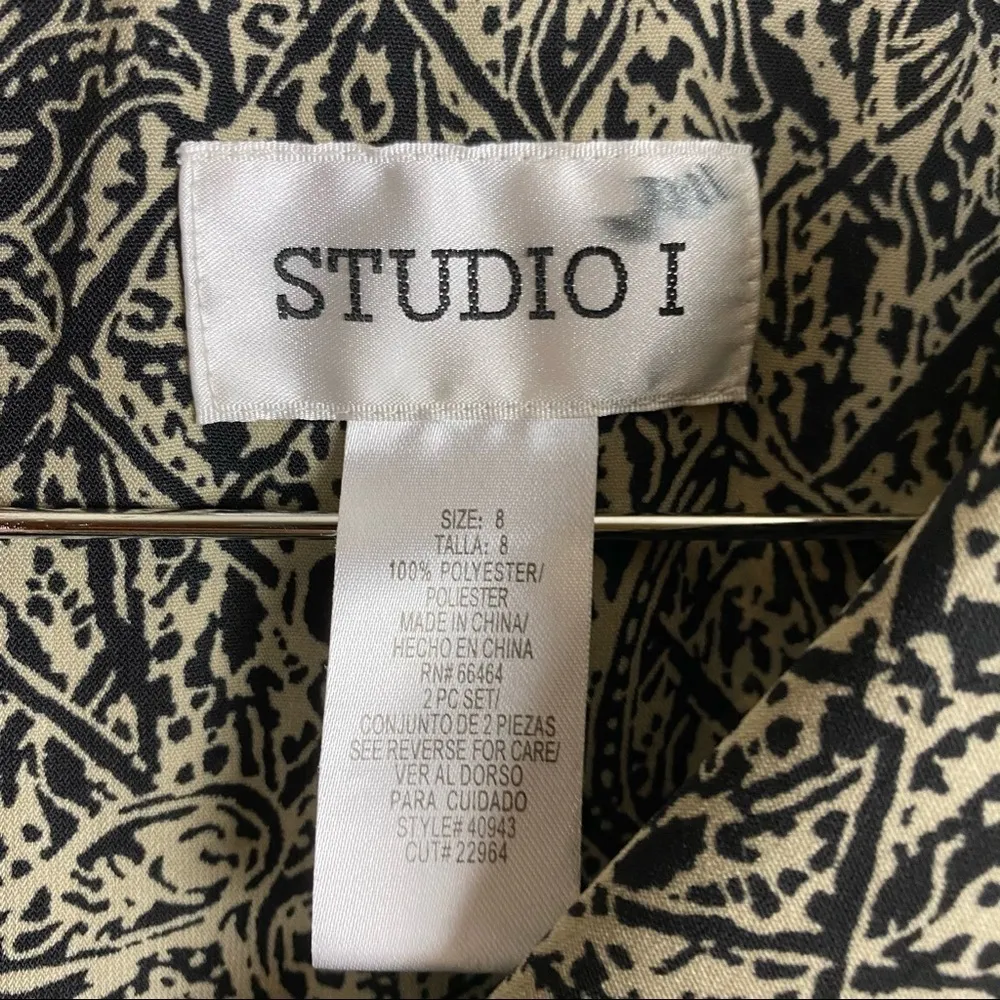 STUDIO I
SIZE: 8
TALLA: 8
100% POLYESTER/
POLIESTER
MADE IN CHINA/
HECHO EN CHINA
RN# 66464
2 PC SET/
CONJUNTO DE 2 PIEZAS
SEE REVERSE FOR CARE/
VER AL DORSO
PARA CUIDADO
STYLE# 40943
CUT# 22964